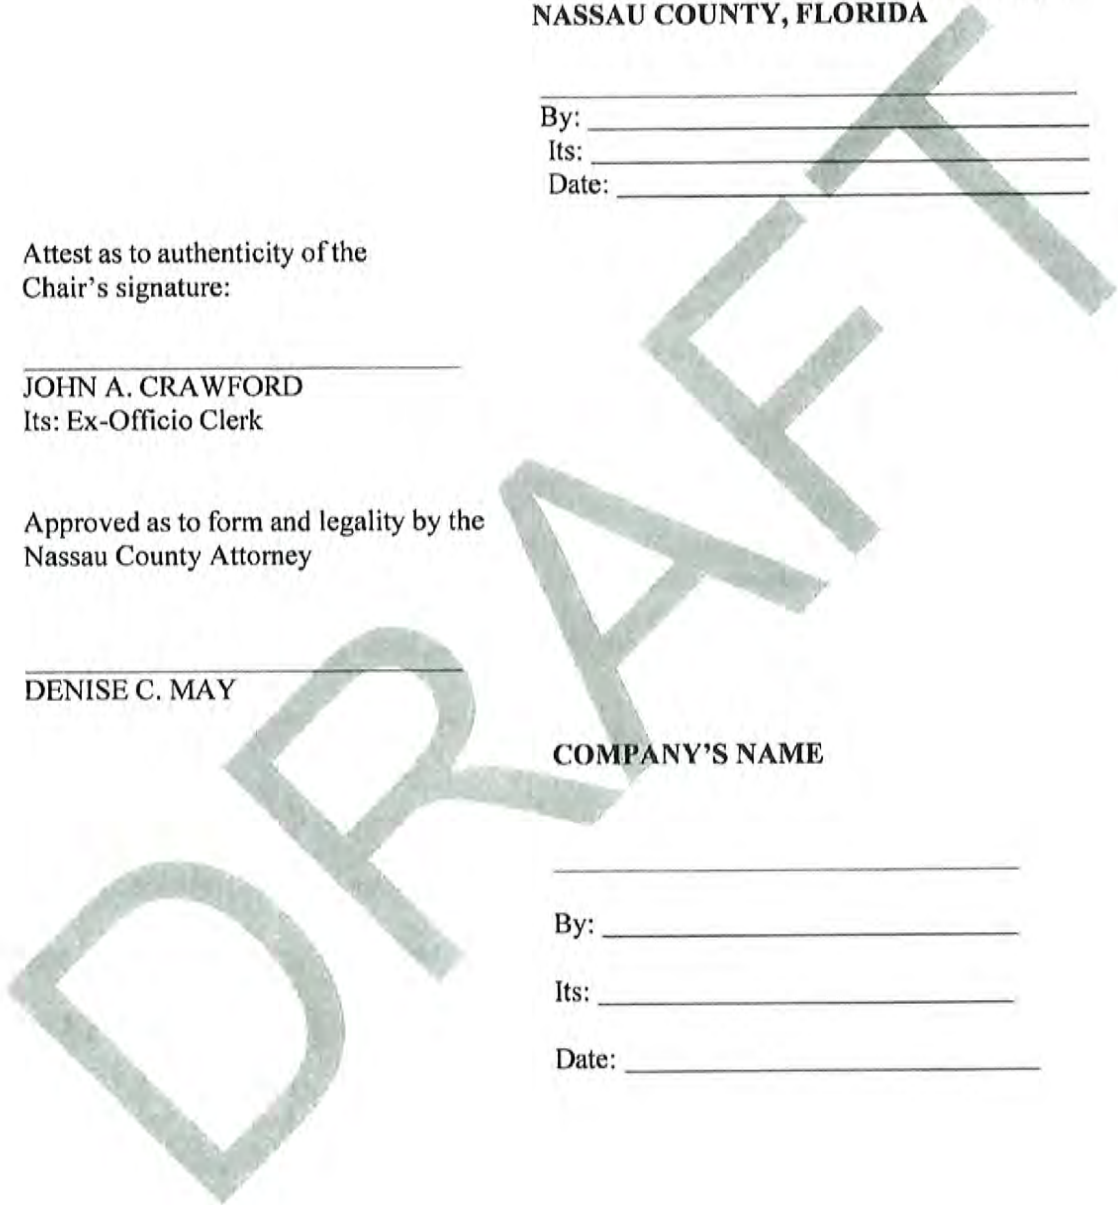 NASSAU COUNTY, FLORIDA
By:
Its:
Date:
Attest as to authenticity of the
Chair's signature:
JOHN A. CRAWFORD
Its: Ex-Officio Clerk
Approved as to form and legality by the
Nassau County Attorney
DENISE C. MAY
COMPANY'S NAME
By:
Its:
Date:
DRAFT